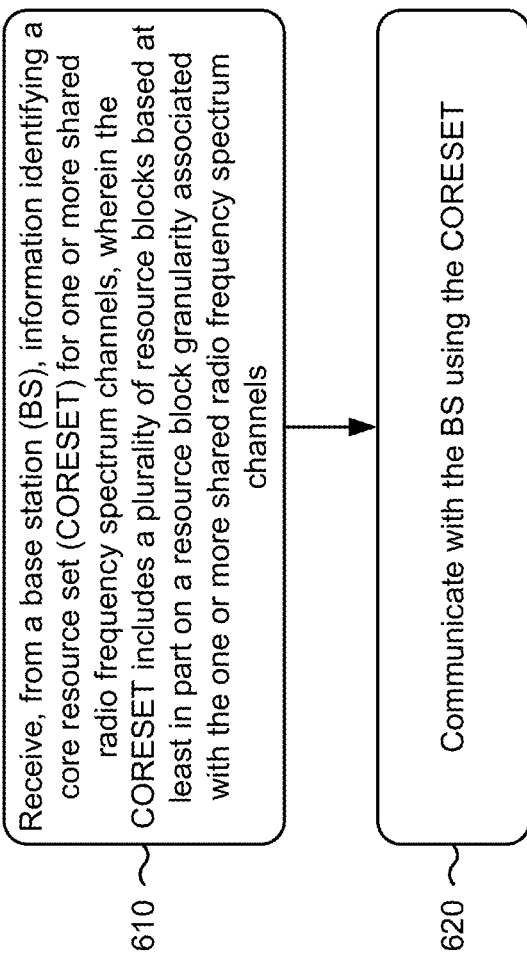 610
Receive, from a base station (BS), information identifying a
core resource set (CORESET) for one or more shared
radio frequency spectrum channels, wherein the
CORESET includes a plurality of resource blocks based at
least in part on a resource block granularity associated
with the one or more shared radio frequency spectrum
channels
620
Communicate with the BS using the CORESET